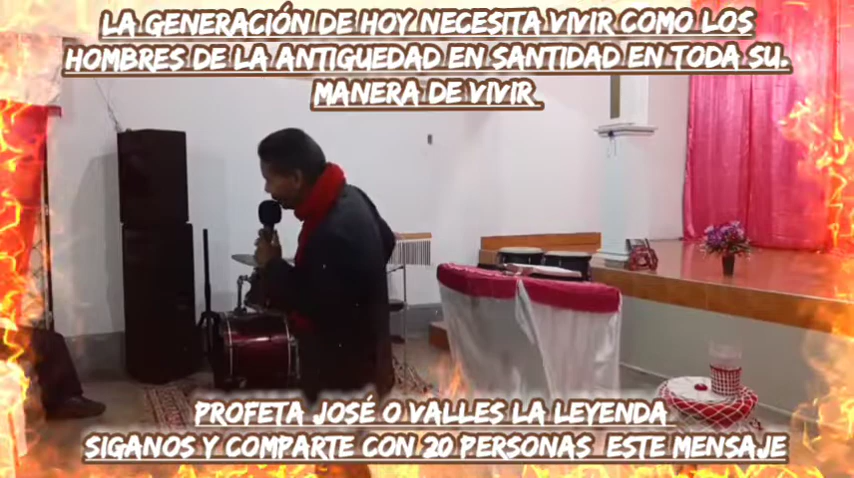 LA GENERACIÓN DE HOY NECESITA VIVIR COMO LOS
HOMBRES DE LA ANTIGUEDAD EN SANTIDAD EN TODA SU.
MANERA DE VIVIR
PROFETA JOSÉ O VALLES LA LEYENDA
SIGANOS Y COMPARTE CON 20 PERSONAS ESTE MENSAJE